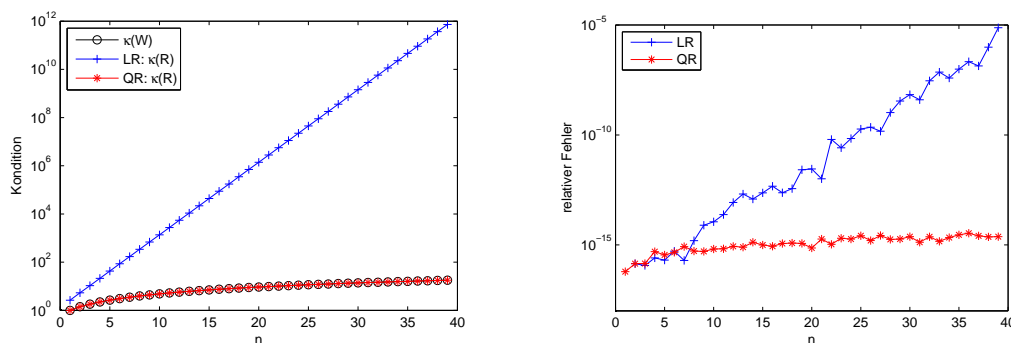 Kondition
10^12
10^10
10^8
10^6
10^4
10^2
10^0
κ(W)
LR: κ(R)
QR: κ(R)
0 5 10 15 20 25 30 35 40
n
relativer Fehler
10^-5
10^-10
10^-15
LR
QR
0 5 10 15 20 25 30 35 40
n